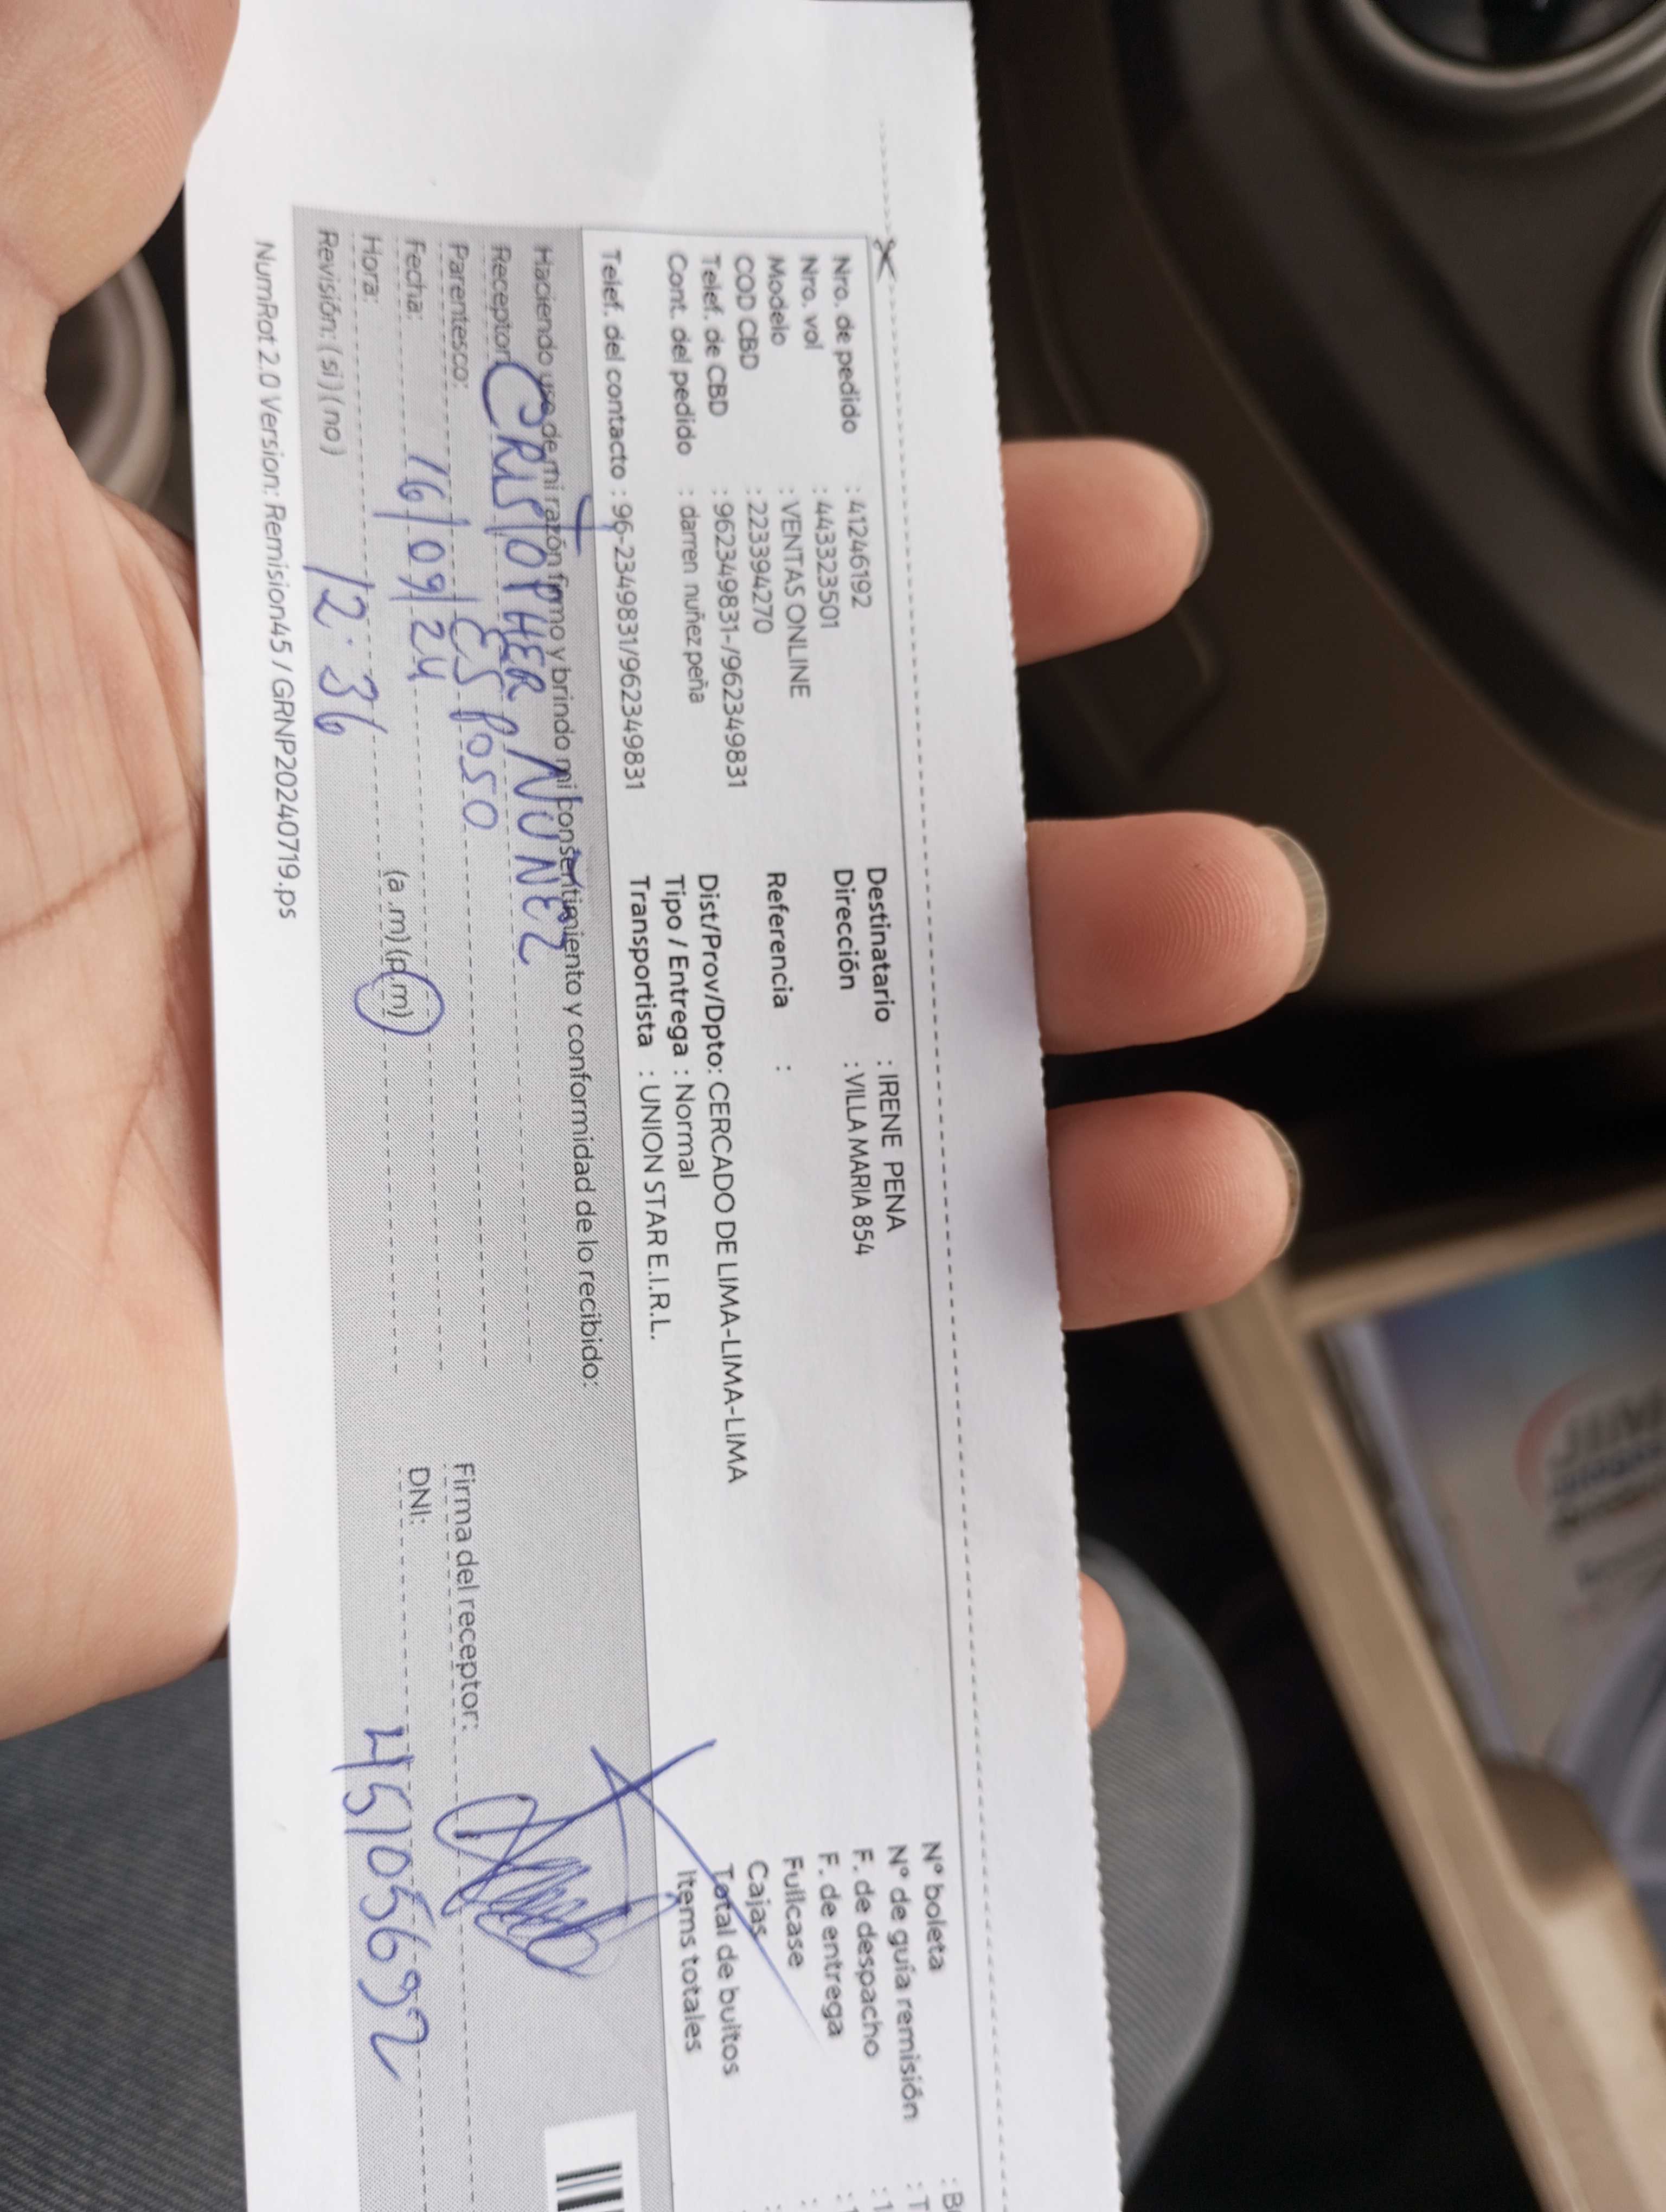 Nro. de pedido : 41246192
Nro. vol : 443323501
Modelo : VENTAS ONLINE
COD CBD : 223394270
Telef. de CBD : 962349831-/962349831
Cont. del pedido : darren nuñez peña
Telef. del contacto : 96-2349831/962349831
Destinatario : IRENE PENA
Dirección : VILLA MARIA 854
Referencia :
Dist/Prov/Dpto: CERCADO DE LIMA-LIMA-LIMA
Tipo / Entrega : Normal
Transportista : UNION STAR E.I.R.L.
N° boleta
N° de guía remisión
F. de despacho
F. de entrega
Fullcase
Cajas
Total de bultos
Items totales
Haciendo uso de mi razón firmo y brindo mi consentimiento y conformidad de lo recibido:
Receptor: CRISTOPHER NUÑEZ
Parentesco: ESPOSO
Fecha: 16/09/24
Hora: 12:36 (a.m) (p.m)
Revisión: (si) (no)
Firma del receptor:
DNI: 45105692
NumRot 2.0 Version: Remision45 / GRNP20240719.ps